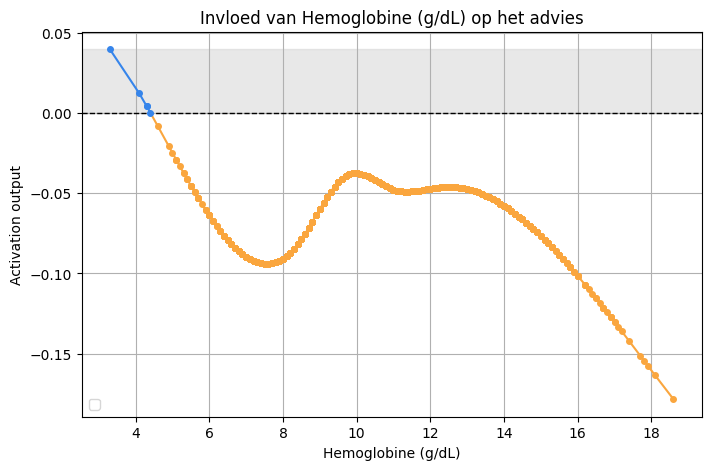 Invloed van Hemoglobine (g/dL) op het advies
0.05
0.00
−0.05
−0.10
−0.15
Activation output
4 6 8 10 12 14 16 18
Hemoglobine (g/dL)